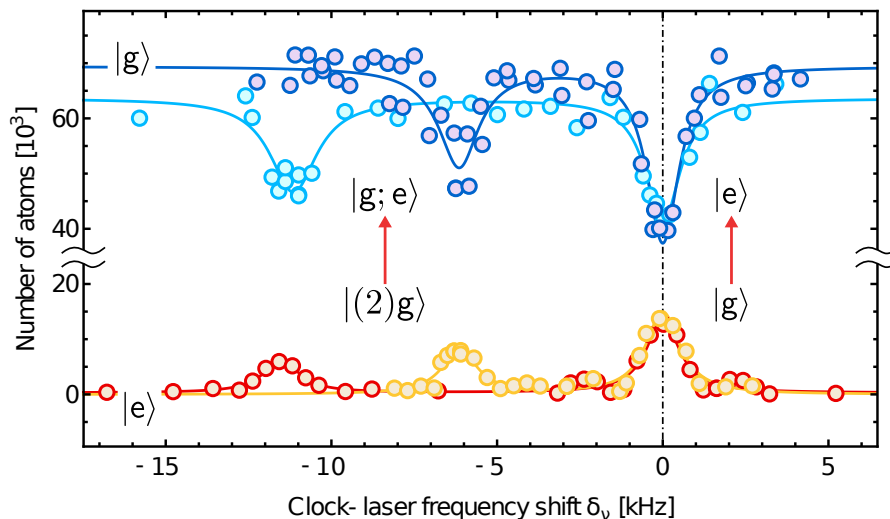 |g⟩
|g; e⟩
|e⟩
|(2)g⟩
|g⟩
|e⟩
Number of atoms [10³]
60
40
20
0
- 15
- 10
- 5
0
5
Clock- laser frequency shift δᵥ [kHz]